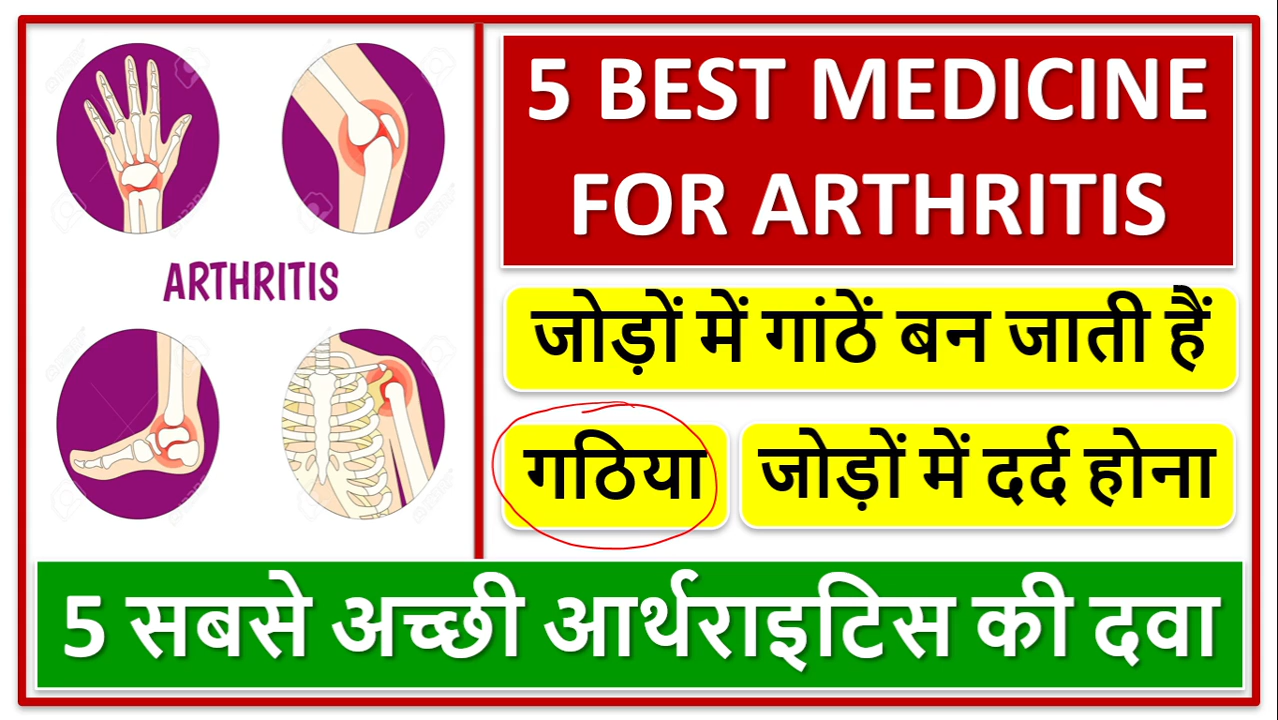 ARTHRITIS
5 BEST MEDICINE
FOR ARTHRITIS
जोड़ों में गांठें बन जाती हैं
गठिया
जोड़ों में दर्द होना
5 सबसे अच्छी आर्थराइटिस की दवा